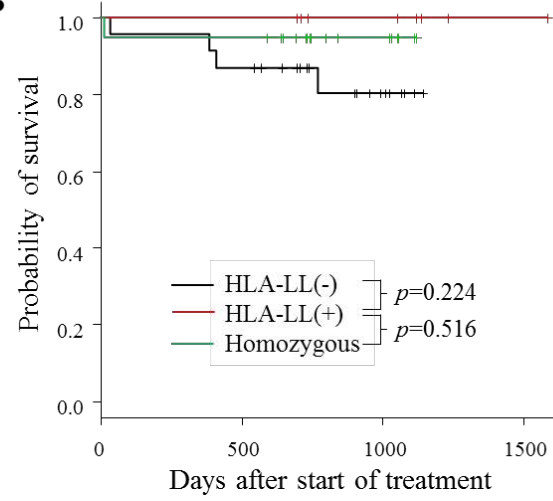 Probability of survival
1.0
0.8
0.6
0.4
0.2
0.0
HLA-LL(-)
HLA-LL(+)
Homozygous
p=0.224
p=0.516
0 500 1000 1500
Days after start of treatment